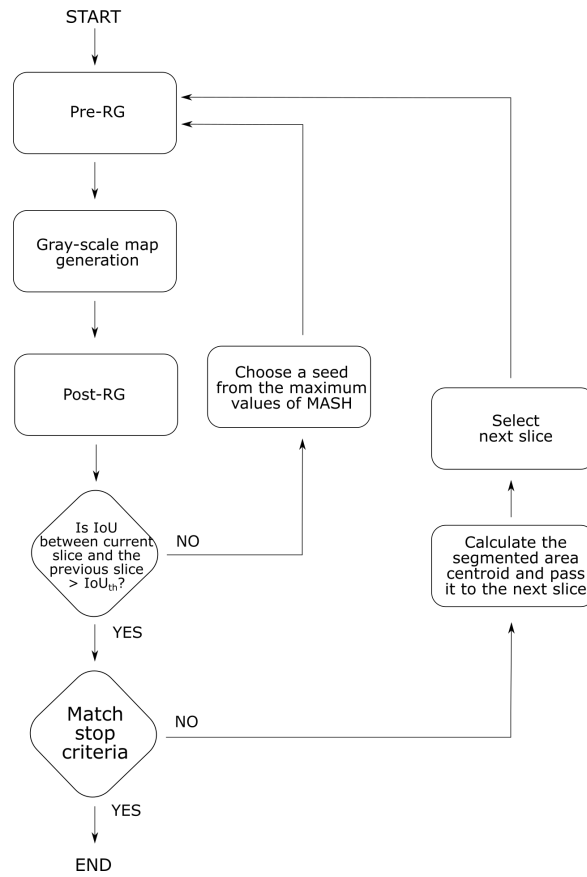 START
Pre-RG
Gray-scale map
generation
Post-RG
Choose a seed
from the maximum
values of MASH
Select
next slice
Is IoU
between current
slice and the
previous slice
> IoUth?
NO
YES
Calculate the
segmented area
centroid and pass
it to the next slice
Match
stop
criteria
NO
YES
END